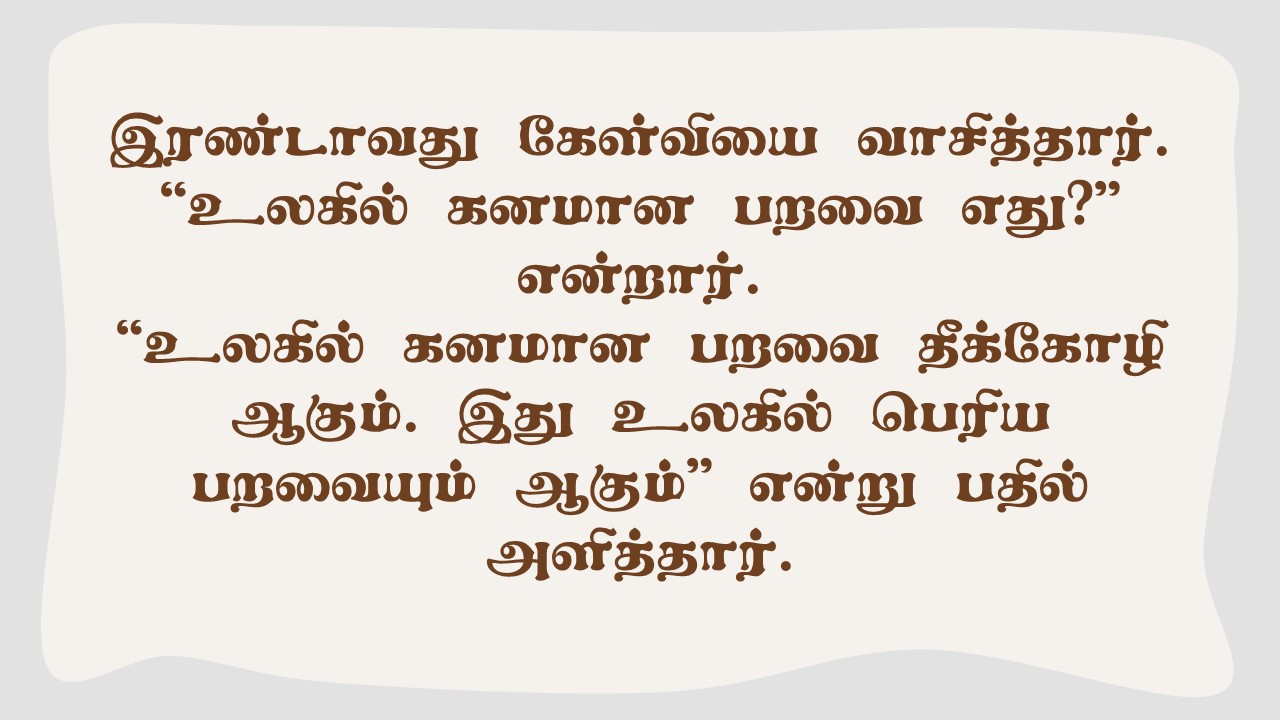 இரண்டாவது கேள்வியை வாசித்தார்.
“உலகில் கனமான பறவை எது?”
என்றார்.
“உலகில் கனமான பறவை தீக்கோழி
ஆகும். இது உலகில் பெரிய
பறவையும் ஆகும்” என்று பதில்
அளித்தார்.